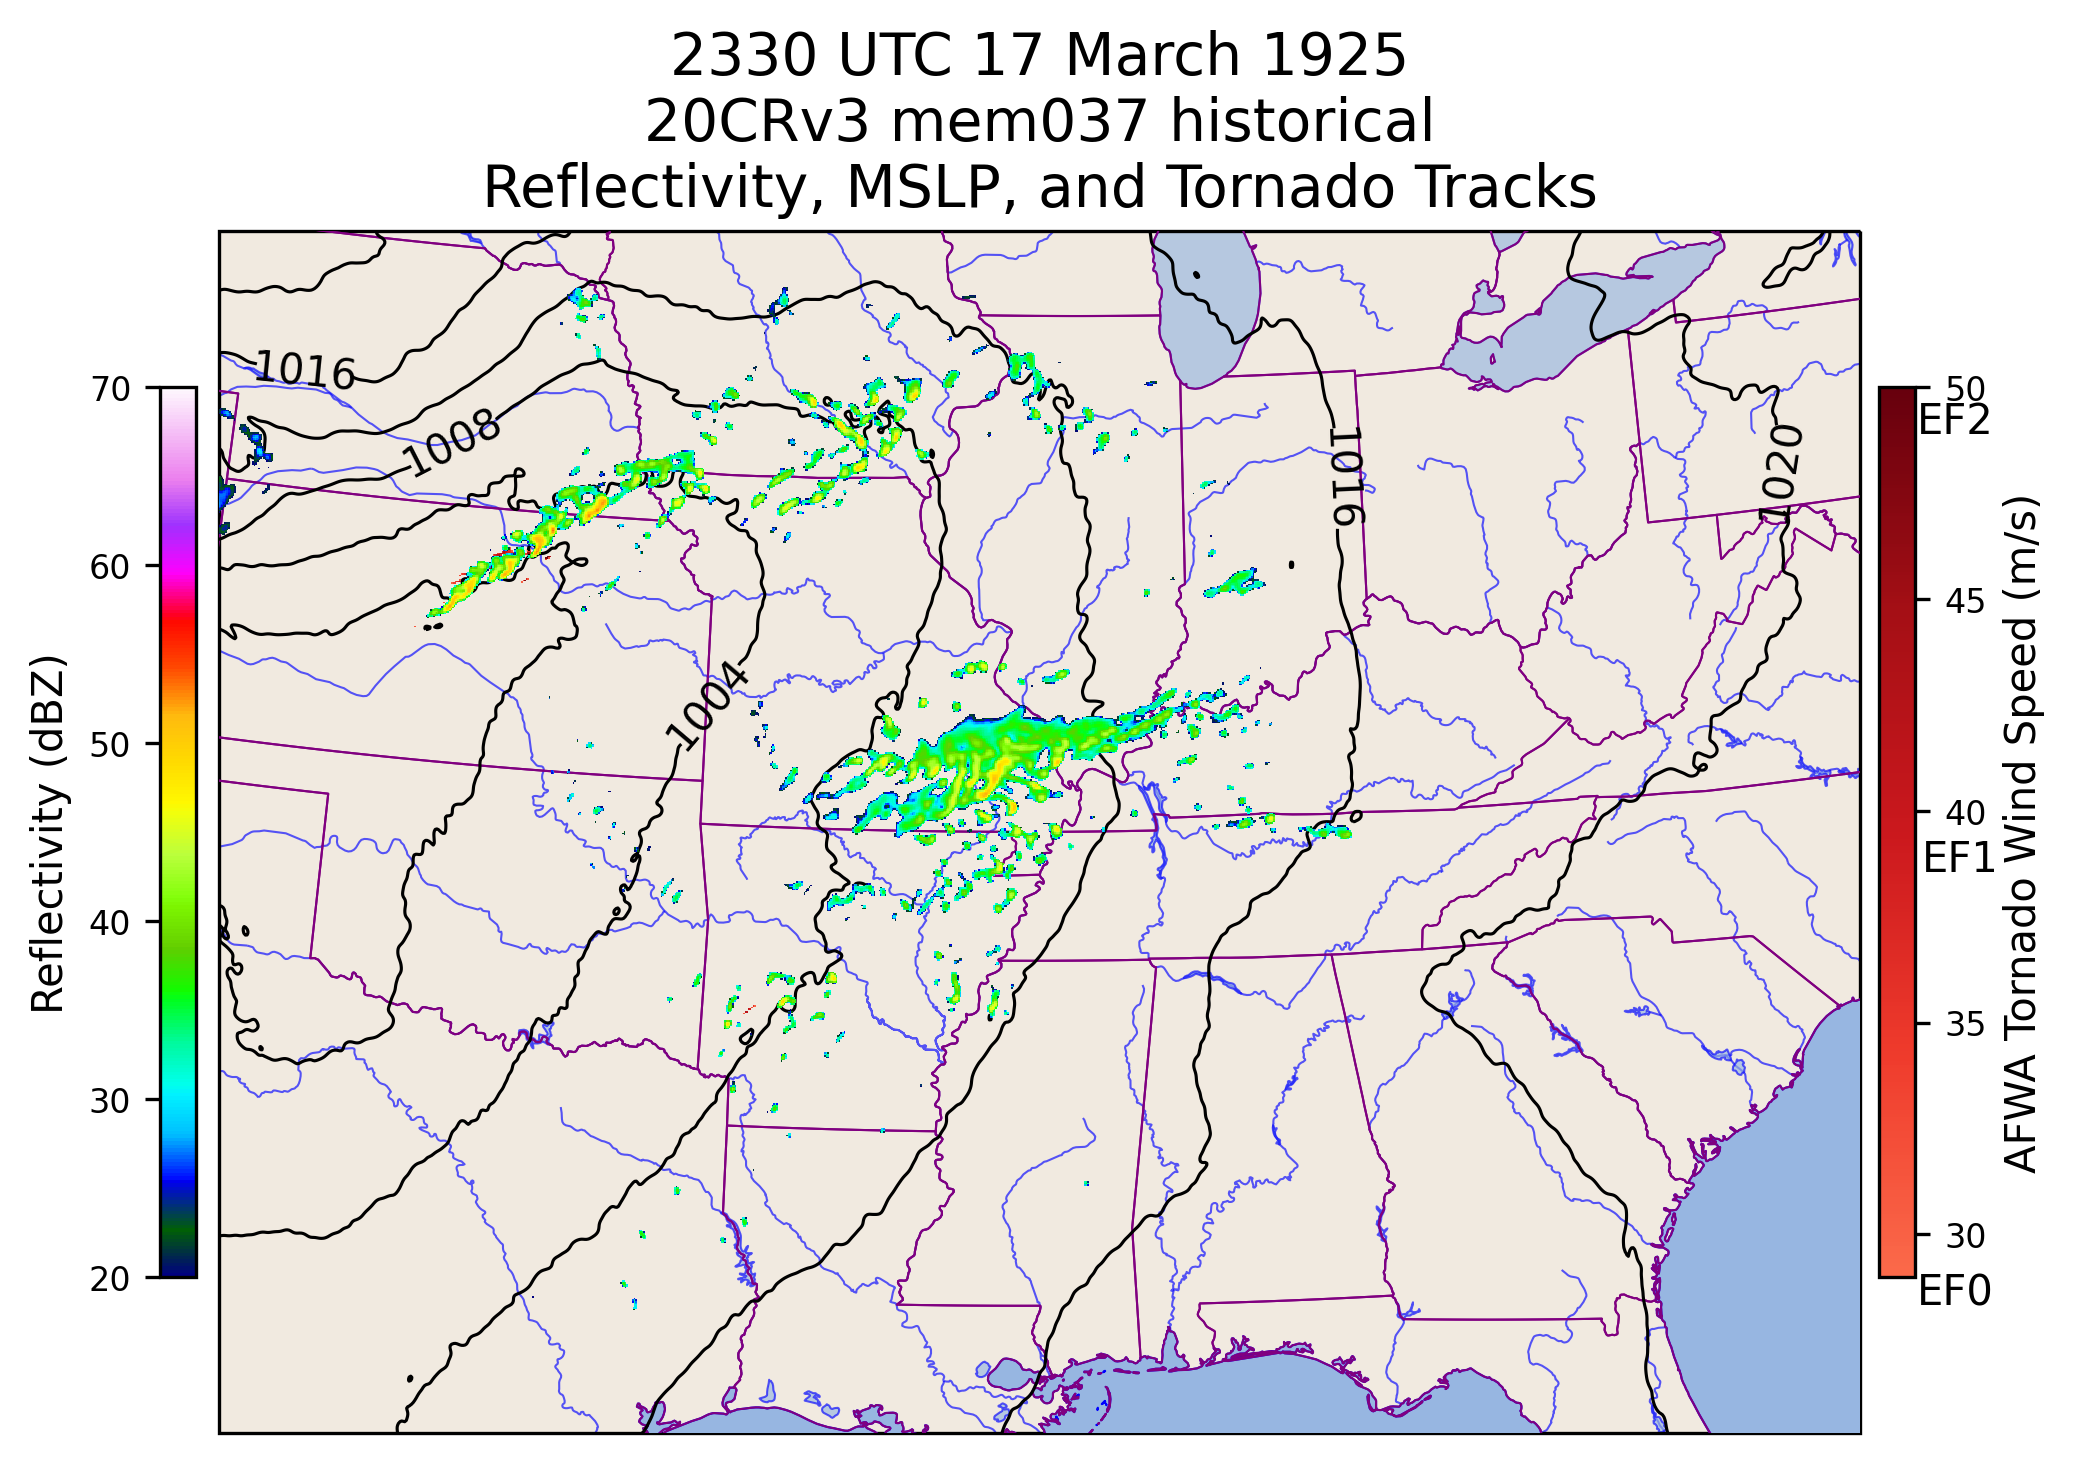 2330 UTC 17 March 1925
20CRv3 mem037 historical
Reflectivity, MSLP, and Tornado Tracks
1016
1008
1004
1016
1020
70
60
50
40
30
20
Reflectivity (dBZ)
50
EF2
45
40
EF1
35
30
EF0
AFWA Tornado Wind Speed (m/s)